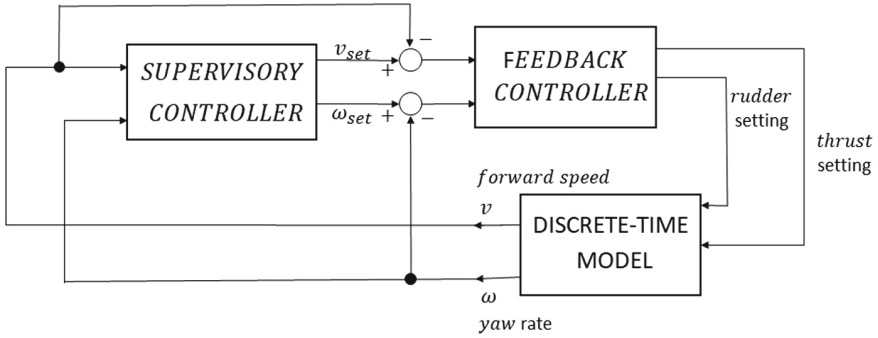 −
v_set
+
SUPERVISORY
CONTROLLER
ω_set
+
−
FEEDBACK
CONTROLLER
rudder
setting
thrust
setting
forward speed
v
DISCRETE-TIME
MODEL
ω
yaw rate